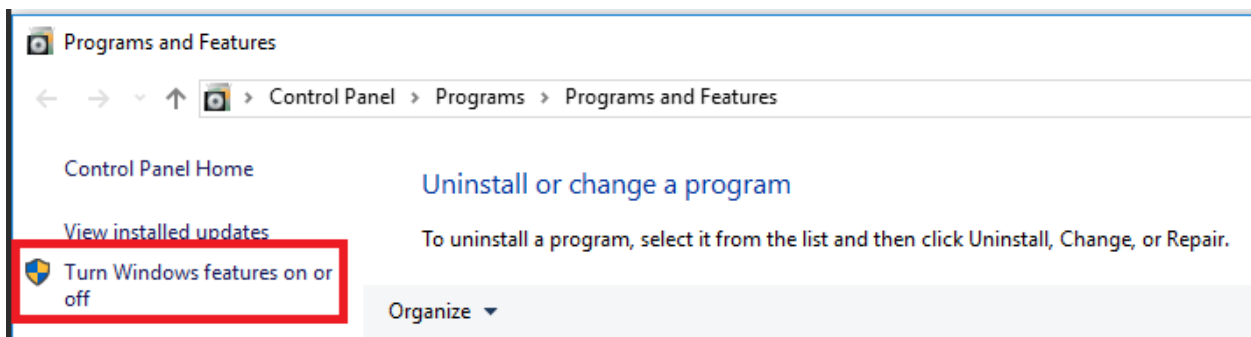 Programs and Features
Control Panel > Programs > Programs and Features
Control Panel Home
Uninstall or change a program
View installed updates
To uninstall a program, select it from the list and then click Uninstall, Change, or Repair.
Turn Windows features on or
off
Organize